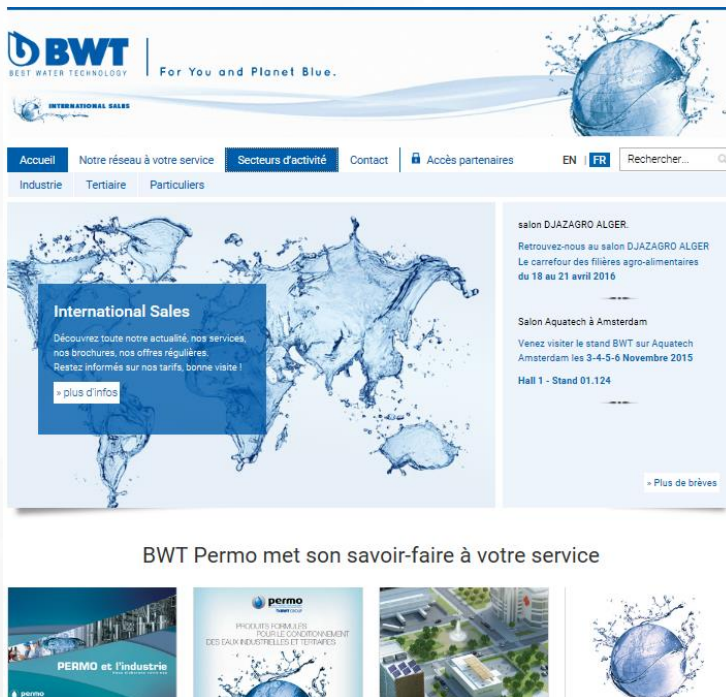 BWT
BEST WATER TECHNOLOGY
For You and Planet Blue.
INTERNATIONAL SALES
Accueil Notre réseau à votre service Secteurs d'activité Contact Accès partenaires EN | FR Rechercher...
Industrie Tertiaire Particuliers
International Sales
Découvrez toute notre actualité, nos services,
nos brochures, nos offres régulières.
Restez informés sur nos tarifs, bonne visite !
» plus d'infos
salon DJAZAGRO ALGER.
Retrouvez-nous au salon DJAZAGRO ALGER
Le carrefour des filières agro-alimentaires
du 18 au 21 avril 2016
Salon Aquatech à Amsterdam
Venez visiter le stand BWT sur Aquatech
Amsterdam les 3-4-5-6 Novembre 2015
Hall 1 - Stand 01.124
» Plus de brèves
BWT Permo met son savoir-faire à votre service
PERMO et l'industrie
permo
permo
PRODUITS FORMULÉS
POUR LE CONDITIONNEMENT
DES EAUX INDUSTRIELLES ET TERTIAIRES